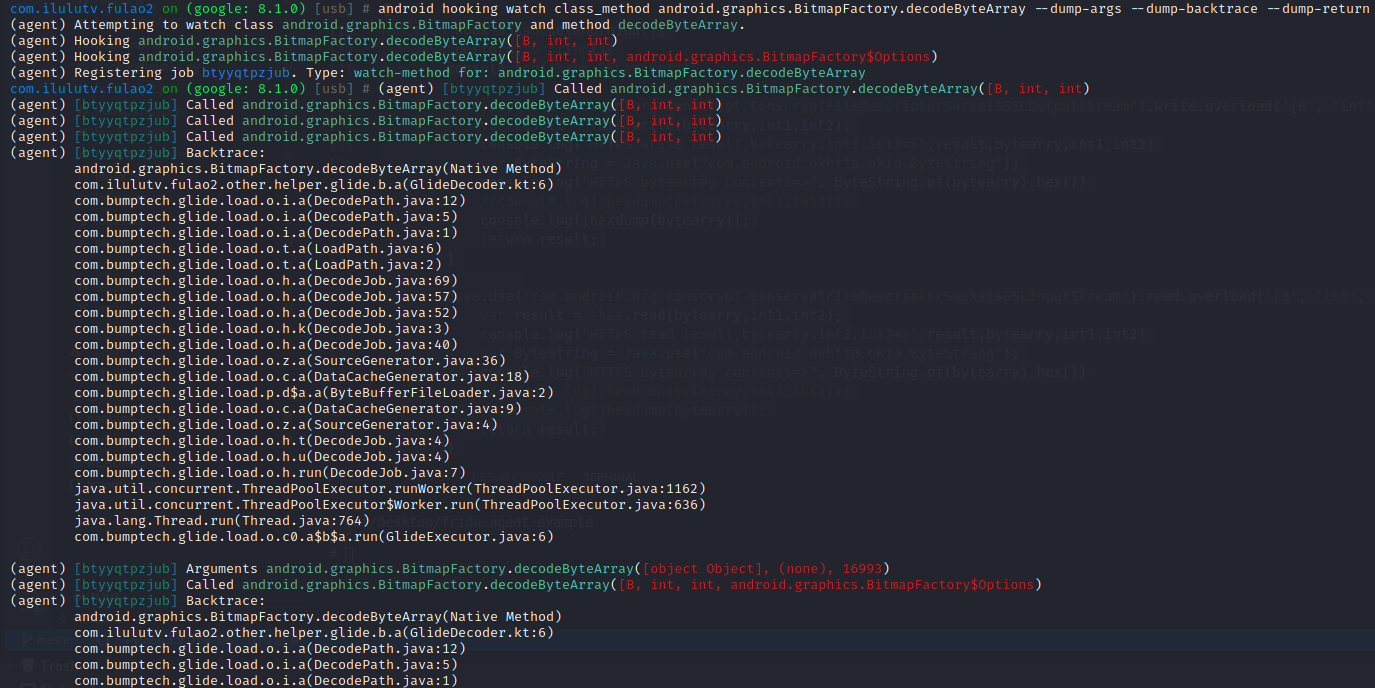 com.ilulutv.fulao2 on (google: 8.1.0) [usb] # android hooking watch class_method android.graphics.BitmapFactory.decodeByteArray --dump-args --dump-backtrace --dump-return
(agent) Attempting to watch class android.graphics.BitmapFactory and method decodeByteArray.
(agent) Hooking android.graphics.BitmapFactory.decodeByteArray([B, int, int)
(agent) Hooking android.graphics.BitmapFactory.decodeByteArray([B, int, int, android.graphics.BitmapFactory$Options)
(agent) Registering job btyyqtpzjub. Type: watch-method for: android.graphics.BitmapFactory.decodeByteArray
com.ilulutv.fulao2 on (google: 8.1.0) [usb] # (agent) [btyyqtpzjub] Called android.graphics.BitmapFactory.decodeByteArray([B, int, int)
(agent) [btyyqtpzjub] Called android.graphics.BitmapFactory.decodeByteArray([B, int, int)
(agent) [btyyqtpzjub] Called android.graphics.BitmapFactory.decodeByteArray([B, int, int)
(agent) [btyyqtpzjub] Called android.graphics.BitmapFactory.decodeByteArray([B, int, int)
(agent) [btyyqtpzjub] Backtrace:
android.graphics.BitmapFactory.decodeByteArray(Native Method)
com.ilulutv.fulao2.other.helper.glide.b.a(GlideDecoder.kt:6)
com.bumptech.glide.load.o.i.a(DecodePath.java:12)
com.bumptech.glide.load.o.i.a(DecodePath.java:5)
com.bumptech.glide.load.o.i.a(DecodePath.java:1)
com.bumptech.glide.load.o.t.a(LoadPath.java:6)
com.bumptech.glide.load.o.t.a(LoadPath.java:2)
com.bumptech.glide.load.o.h.a(DecodeJob.java:69)
com.bumptech.glide.load.o.h.a(DecodeJob.java:57)
com.bumptech.glide.load.o.h.a(DecodeJob.java:52)
com.bumptech.glide.load.o.h.k(DecodeJob.java:3)
com.bumptech.glide.load.o.h.a(DecodeJob.java:40)
com.bumptech.glide.load.o.z.a(SourceGenerator.java:36)
com.bumptech.glide.load.o.c.a(DataCacheGenerator.java:18)
com.bumptech.glide.load.p.d$a.a(ByteBufferFileLoader.java:2)
com.bumptech.glide.load.o.c.a(DataCacheGenerator.java:9)
com.bumptech.glide.load.o.z.a(SourceGenerator.java:4)
com.bumptech.glide.load.o.h.t(DecodeJob.java:4)
com.bumptech.glide.load.o.h.u(DecodeJob.java:4)
com.bumptech.glide.load.o.h.run(DecodeJob.java:7)
java.util.concurrent.ThreadPoolExecutor.runWorker(ThreadPoolExecutor.java:1162)
java.util.concurrent.ThreadPoolExecutor$Worker.run(ThreadPoolExecutor.java:636)
java.lang.Thread.run(Thread.java:764)
com.bumptech.glide.load.o.c0.a$b$a.run(GlideExecutor.java:6)
(agent) [btyyqtpzjub] Arguments android.graphics.BitmapFactory.decodeByteArray([object Object], (none), 16993)
(agent) [btyyqtpzjub] Called android.graphics.BitmapFactory.decodeByteArray([B, int, int, android.graphics.BitmapFactory$Options)
(agent) [btyyqtpzjub] Backtrace:
android.graphics.BitmapFactory.decodeByteArray(Native Method)
com.ilulutv.fulao2.other.helper.glide.b.a(GlideDecoder.kt:6)
com.bumptech.glide.load.o.i.a(DecodePath.java:12)
com.bumptech.glide.load.o.i.a(DecodePath.java:5)
com.bumptech.glide.load.o.i.a(DecodePath.java:1)